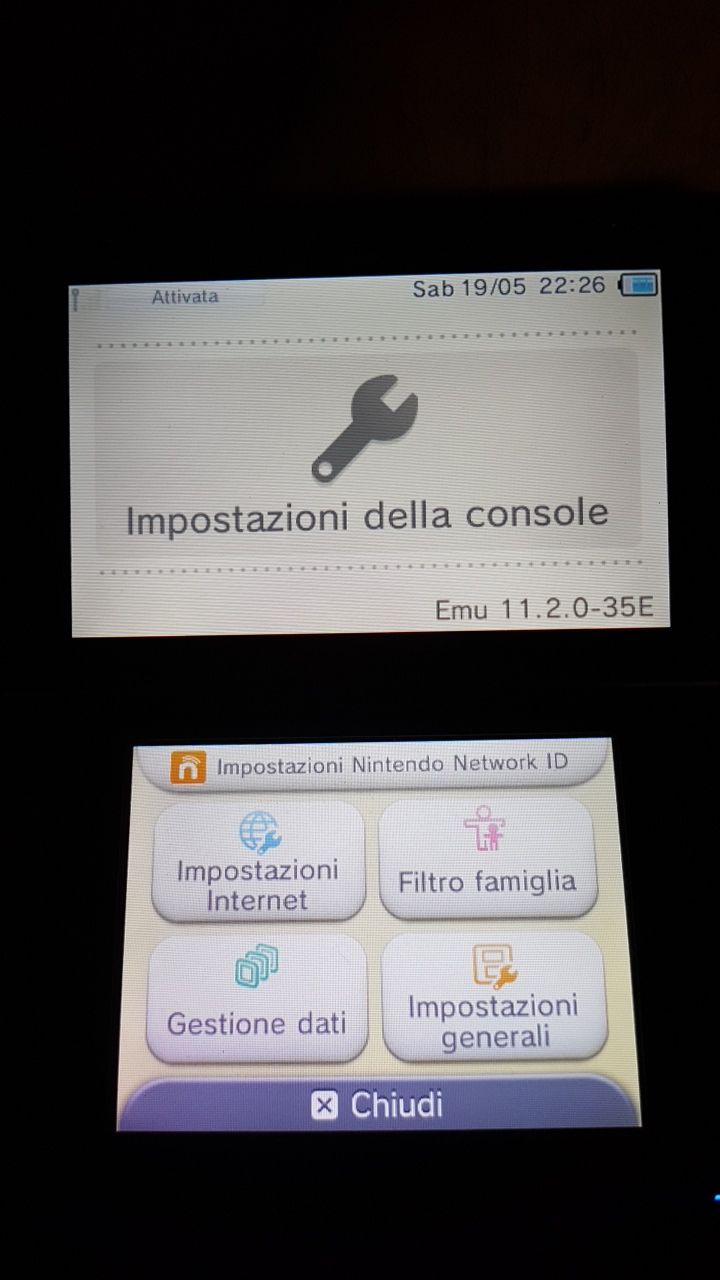 Attivata
Sab 19/05 22:26
Impostazioni della console
Emu 11.2.0-35E
Impostazioni Nintendo Network ID
Impostazioni
Internet
Filtro famiglia
Gestione dati
Impostazioni
generali
Chiudi